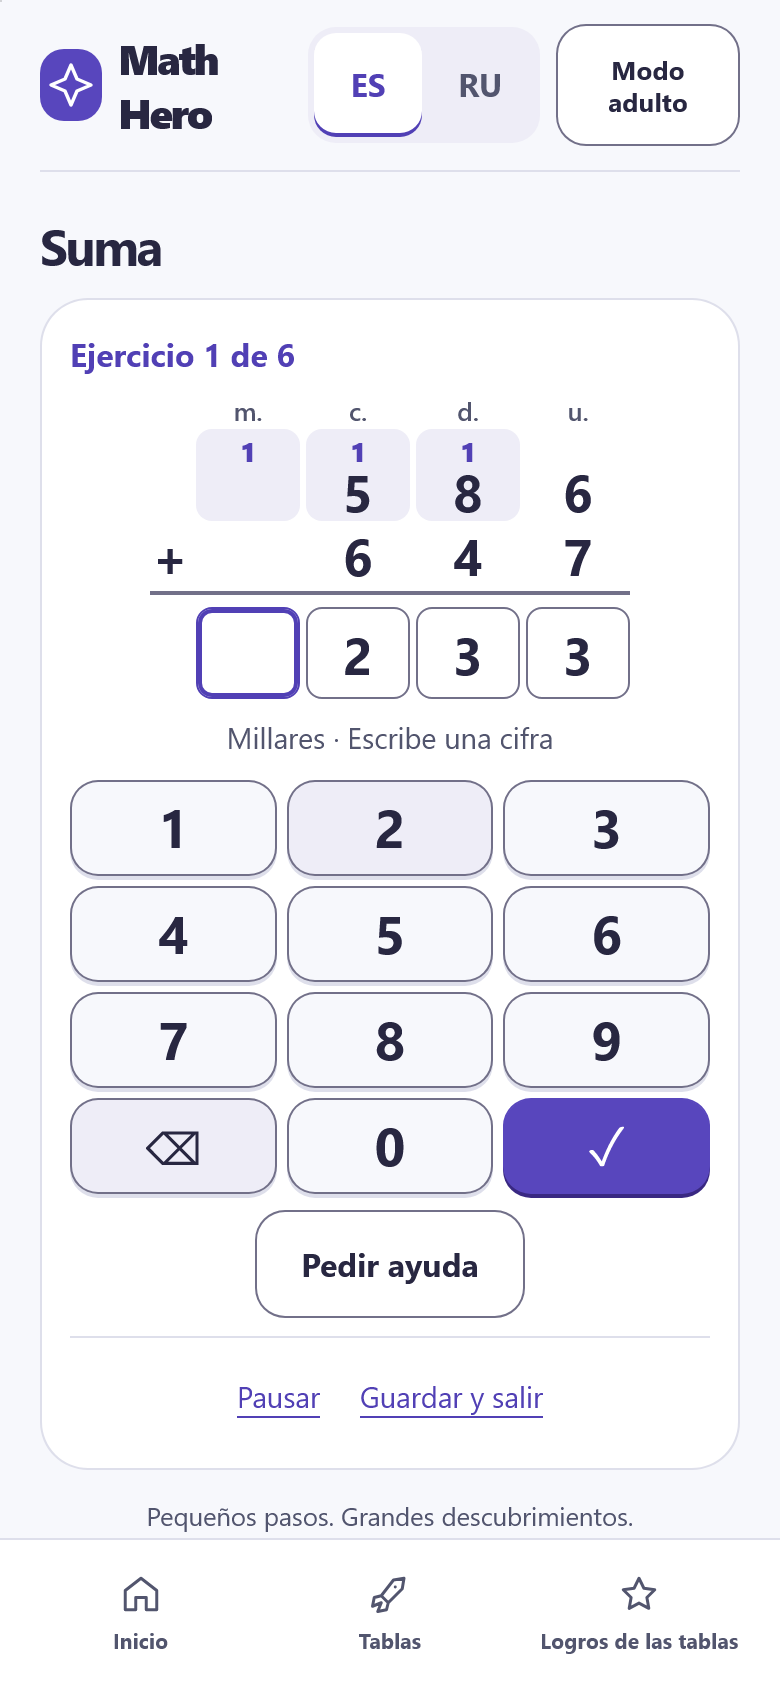 Math
Hero
ES RU
Modo
adulto
Suma
Ejercicio 1 de 6
m. c. d. u.
1 1 1
5 8 6
+ 6 4 7
2 3 3
Millares · Escribe una cifra
1 2 3
4 5 6
7 8 9
⌫ 0 ✓
Pedir ayuda
Pausar Guardar y salir
Pequeños pasos. Grandes descubrimientos.
Inicio Tablas Logros de las tablas